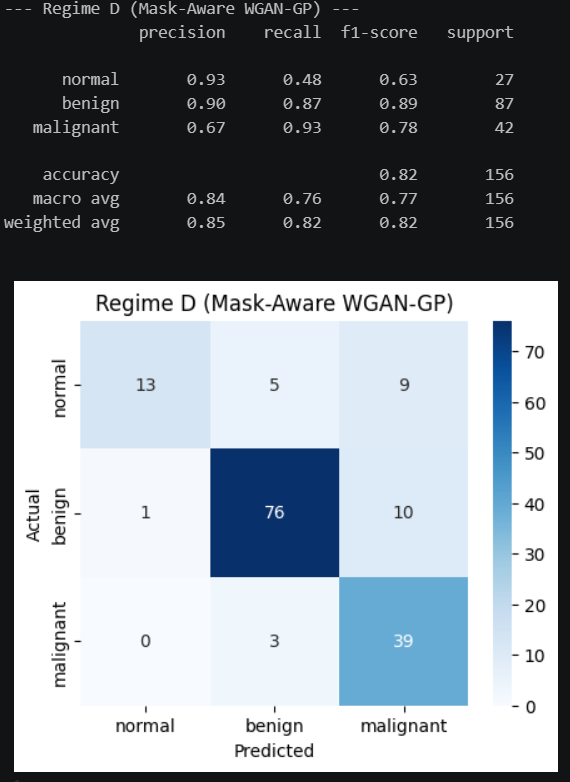 --- Regime D (Mask-Aware WGAN-GP) ---
precision recall f1-score support
normal 0.93 0.48 0.63 27
benign 0.90 0.87 0.89 87
malignant 0.67 0.93 0.78 42
accuracy 0.82 156
macro avg 0.84 0.76 0.77 156
weighted avg 0.85 0.82 0.82 156
Regime D (Mask-Aware WGAN-GP)
normal 13 5 9
benign 1 76 10
malignant 0 3 39
Actual
normal benign malignant
Predicted
70
60
50
40
30
20
10
0